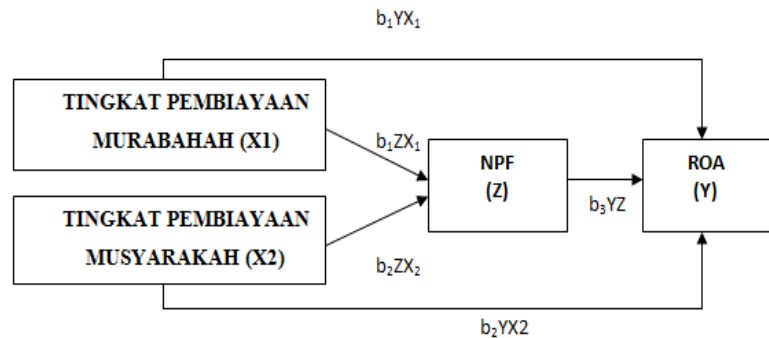 b₁YX₁
TINGKAT PEMBIAYAAN
MURABAHAH (X1)
b₁ZX₁
NPF
(Z)
ROA
(Y)
b₃YZ
TINGKAT PEMBIAYAAN
MUSYARAKAH (X2)
b₂ZX₂
b₂YX2